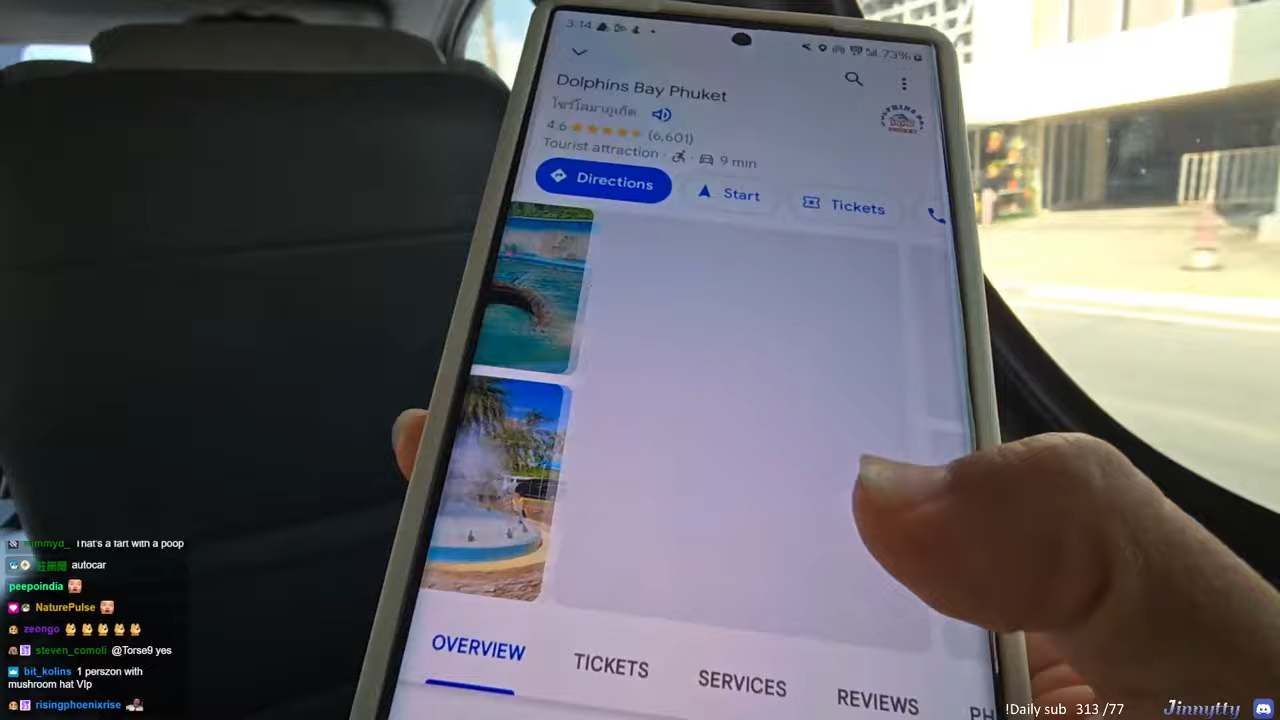 3:14
73%
Dolphins Bay Phuket
โชว์โลมาภูเก็ต
4.6 (6,601)
Tourist attraction · 9 min
Directions
Start
Tickets
OVERVIEW
TICKETS
SERVICES
REVIEWS
PH
That's a fart with a poop
autocar
peepoindia
NaturePulse
zeongo
steven_comoli @Torse9 yes
bit_kolins 1 perszon with
mushroom hat VIp
risingphoenixrise
!Daily sub 313 /77
Jinnytty